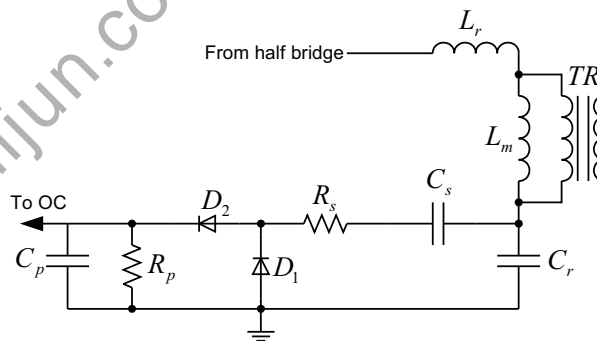 L_r
From half bridge
TR
L_m
C_s
R_s
D_2
To OC
C_p
R_p
D_1
C_r